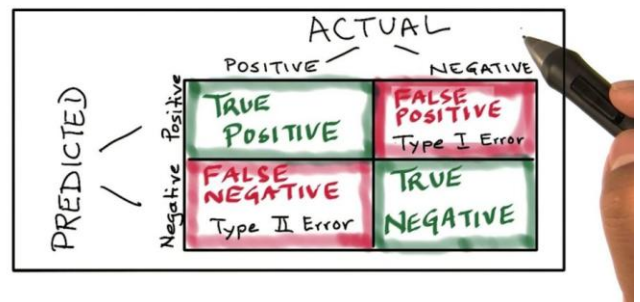 ACTUAL
POSITIVE NEGATIVE
PREDICTED
Positive
TRUE
POSITIVE
FALSE
POSITIVE
Type I Error
Negative
FALSE
NEGATIVE
Type II Error
TRUE
NEGATIVE